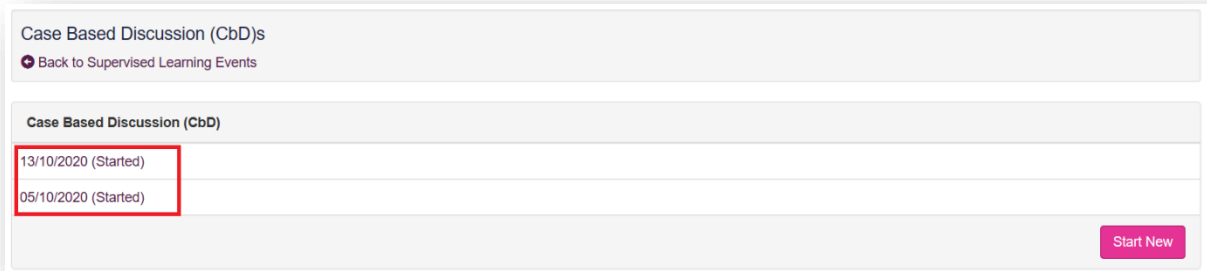 Case Based Discussion (CbD)s
Back to Supervised Learning Events
Case Based Discussion (CbD)
13/10/2020 (Started)
05/10/2020 (Started)
Start New